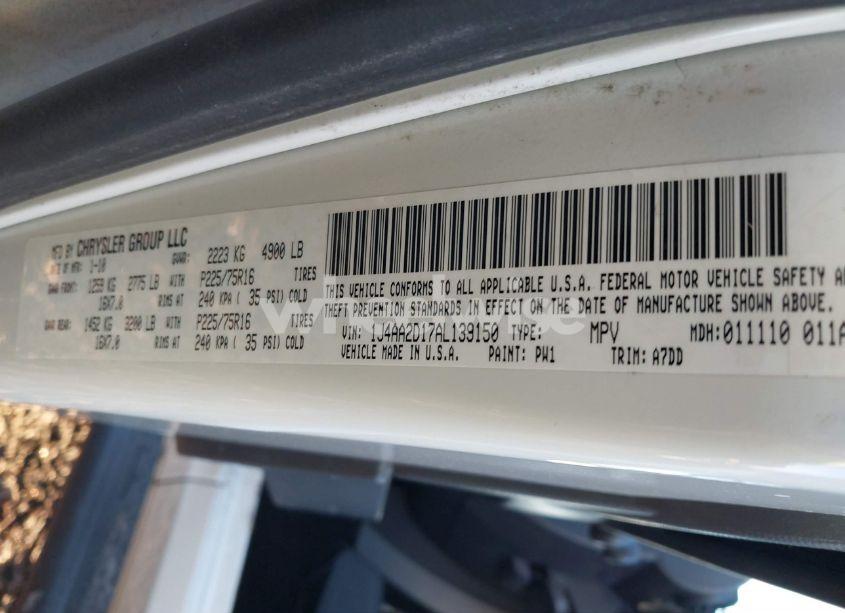 MFD BY CHRYSLER GROUP LLC
DATE OF MFR: 1-10 GVWR: 2223 KG 4900 LB
GAWR FRONT: 1259 KG 2775 LB WITH P225/75R16 TIRES
16X7.0 RIMS AT 240 KPA ( 35 PSI) COLD
GAWR REAR: 1452 KG 3200 LB WITH P225/75R16 TIRES
16X7.0 RIMS AT 240 KPA ( 35 PSI) COLD
THIS VEHICLE CONFORMS TO ALL APPLICABLE U.S.A. FEDERAL MOTOR VEHICLE SAFETY
THEFT PREVENTION STANDARDS IN EFFECT ON THE DATE OF MANUFACTURE SHOWN ABOVE.
VIN: 1J4AA2D17AL139150 TYPE: MPV MDH: 011110 011A
VEHICLE MADE IN U.S.A. PAINT: PW1 TRIM: A7DD